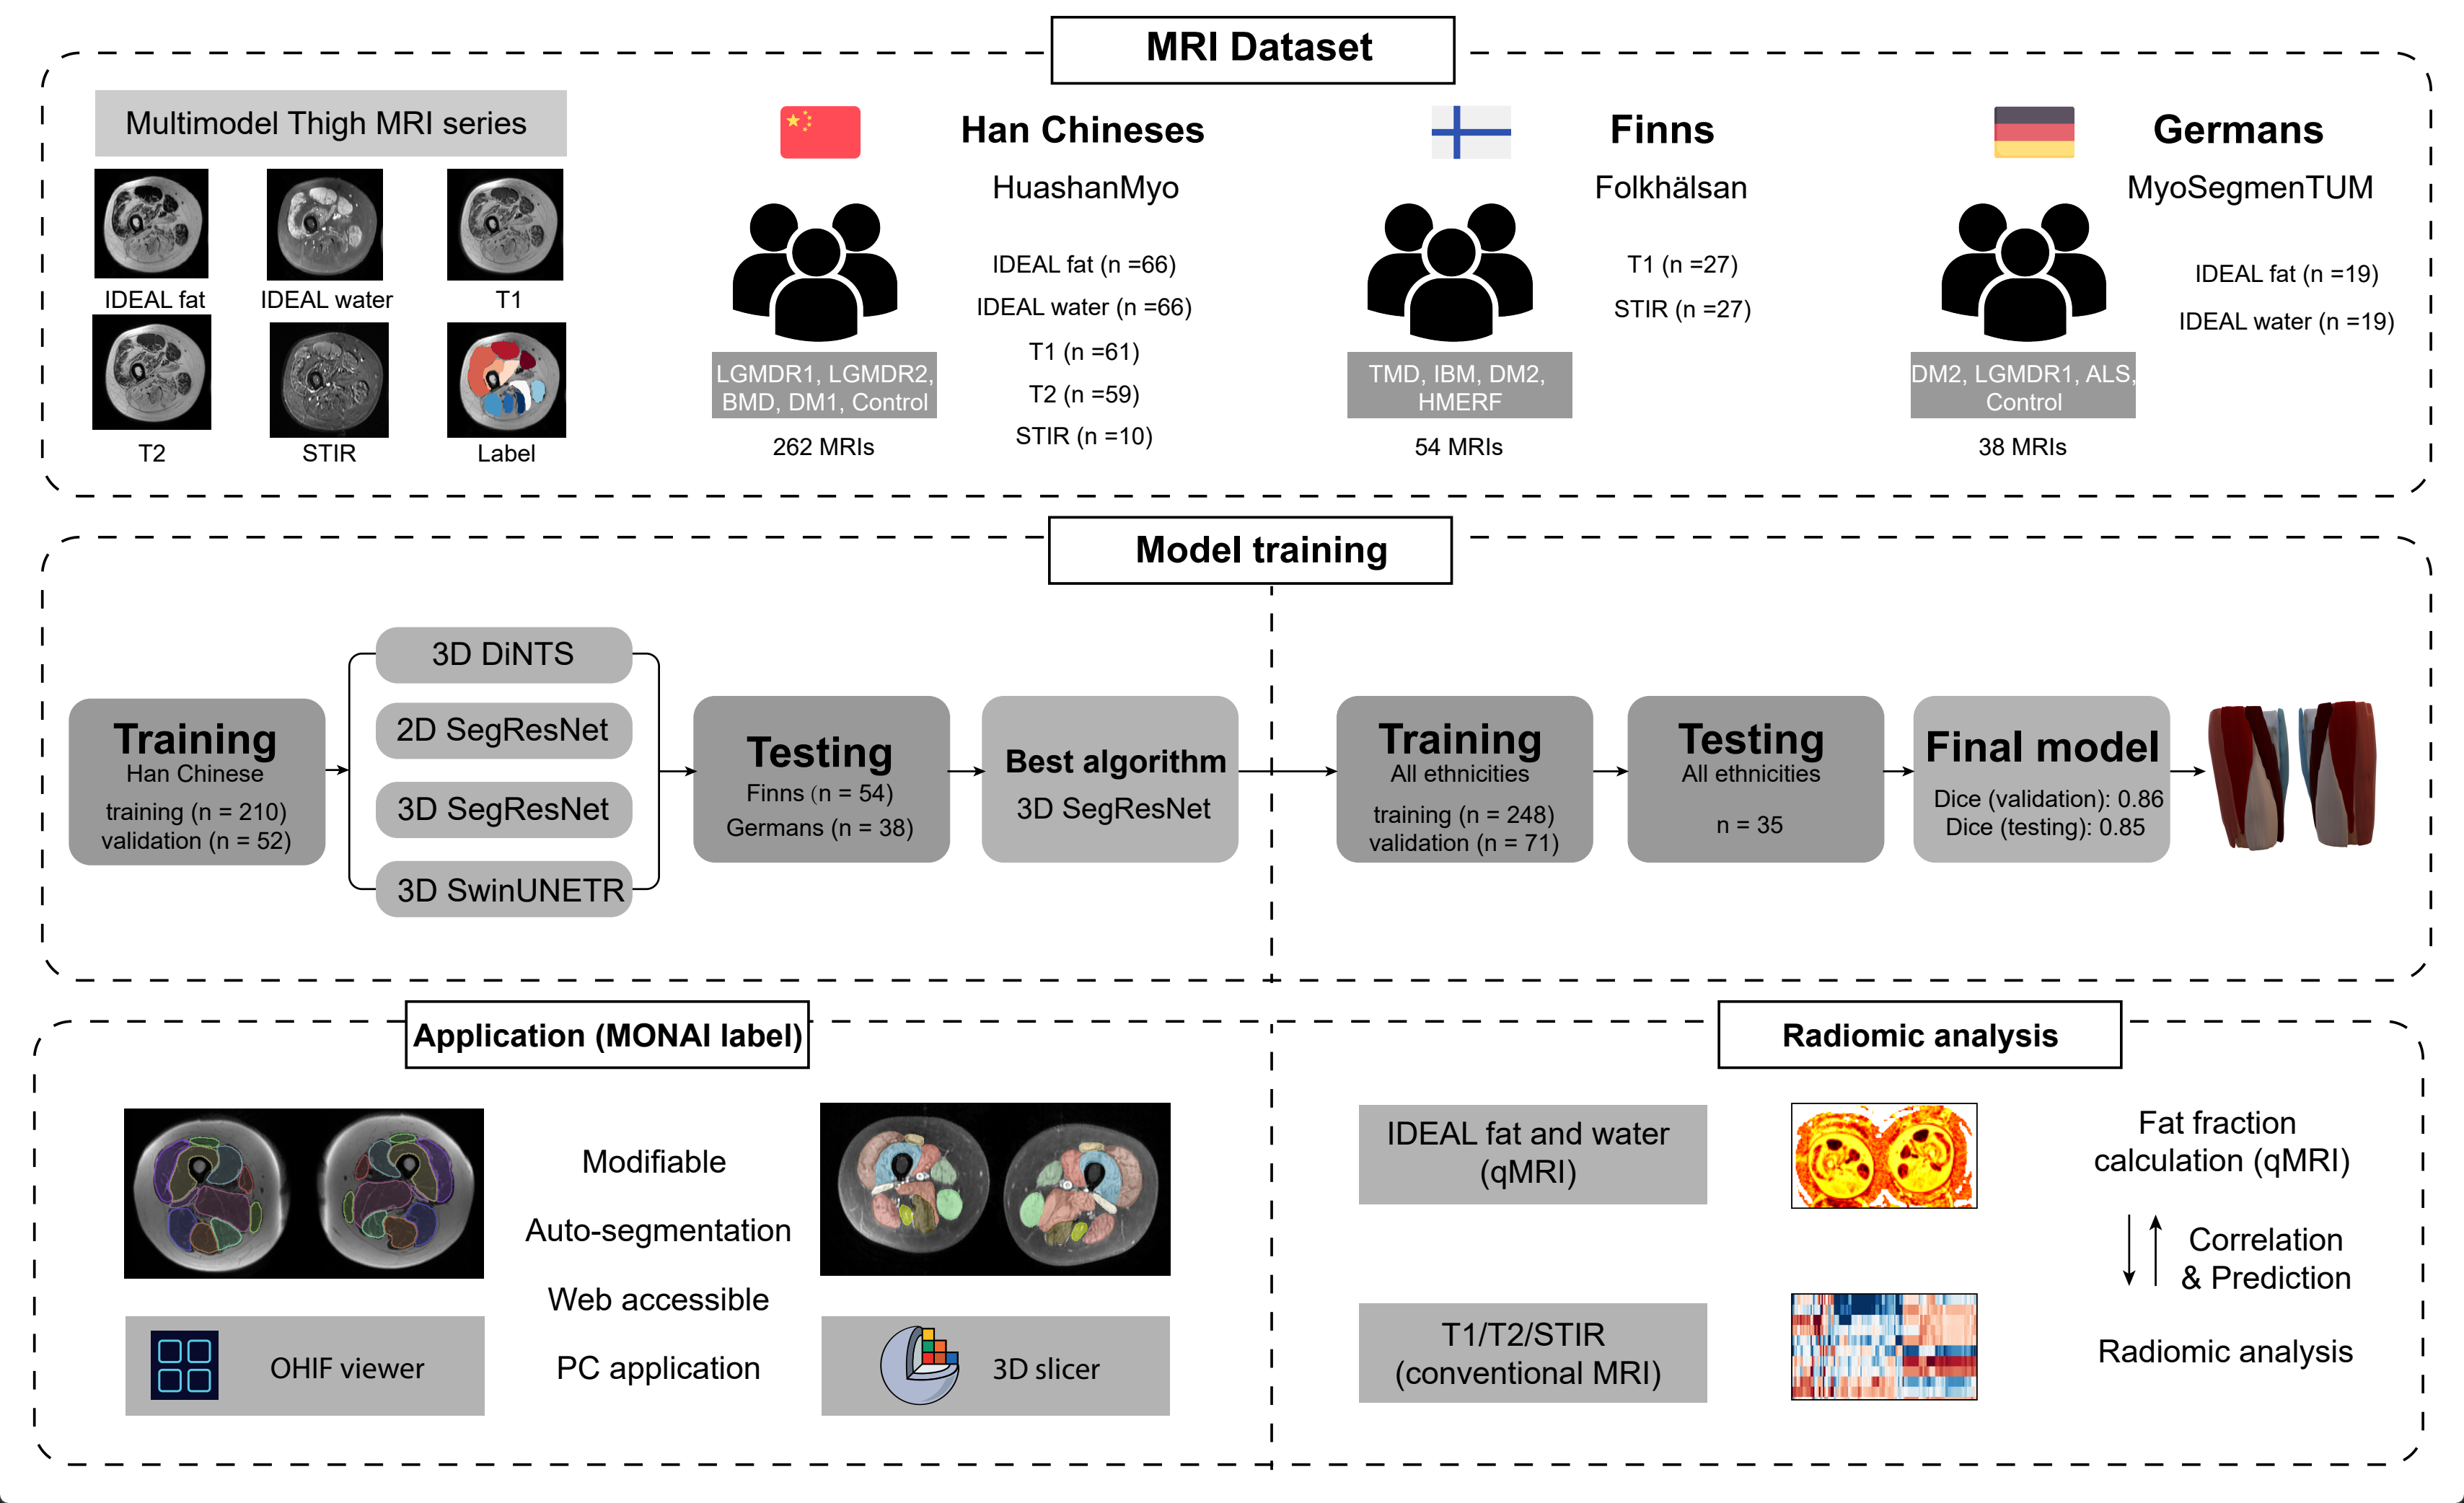 MRI Dataset
Multimodel Thigh MRI series
IDEAL fat
IDEAL water
T1
T2
STIR
Label
Han Chineses
HuashanMyo
IDEAL fat (n =66)
IDEAL water (n =66)
T1 (n =61)
T2 (n =59)
STIR (n =10)
LGMDR1, LGMDR2,
BMD, DM1, Control
262 MRIs
Finns
Folkhälsan
T1 (n =27)
STIR (n =27)
TMD, IBM, DM2,
HMERF
54 MRIs
Germans
MyoSegmenTUM
IDEAL fat (n =19)
IDEAL water (n =19)
DM2, LGMDR1, ALS,
Control
38 MRIs
Model training
Training
Han Chinese
training (n = 210)
validation (n = 52)
3D DiNTS
2D SegResNet
3D SegResNet
3D SwinUNETR
Testing
Finns (n = 54)
Germans (n = 38)
Best algorithm
3D SegResNet
Training
All ethnicities
training (n = 248)
validation (n = 71)
Testing
All ethnicities
n = 35
Final model
Dice (validation): 0.86
Dice (testing): 0.85
Application (MONAI label)
Modifiable
Auto-segmentation
Web accessible
PC application
OHIF viewer
3D slicer
Radiomic analysis
IDEAL fat and water
(qMRI)
Fat fraction
calculation (qMRI)
Correlation
& Prediction
T1/T2/STIR
(conventional MRI)
Radiomic analysis